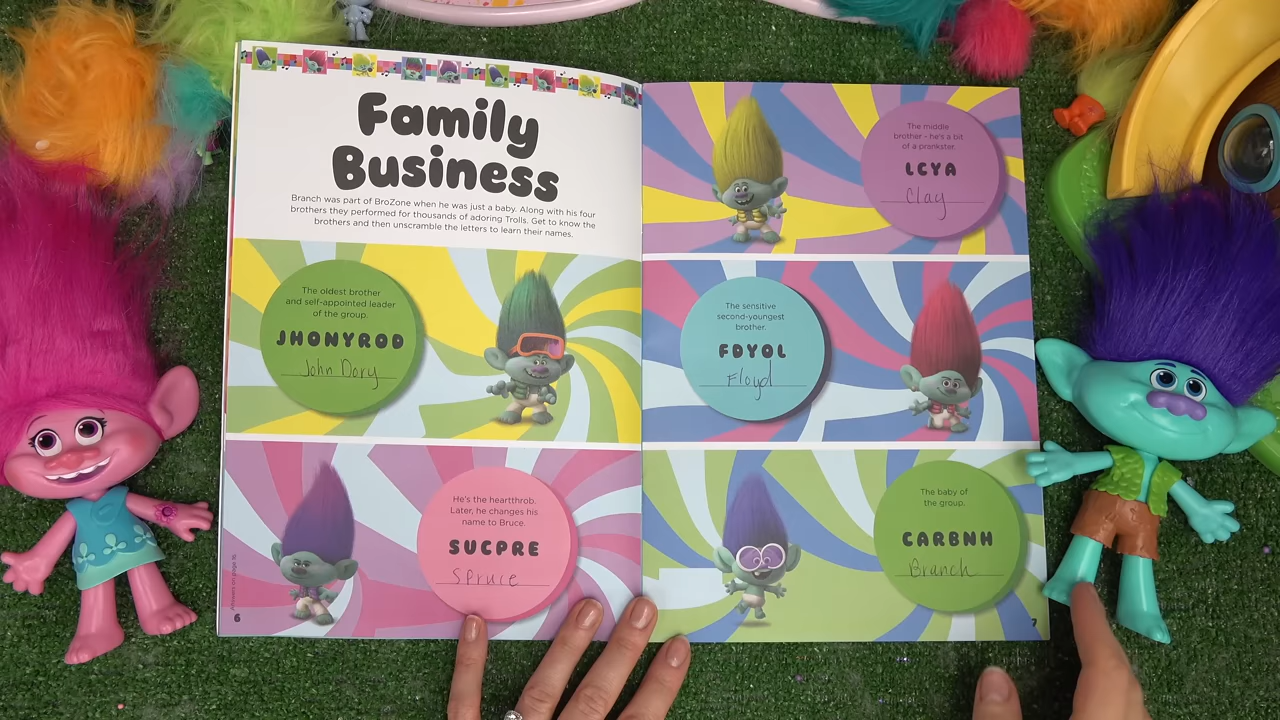 Family
Business
Branch was part of BroZone when he was just a baby. Along with his four
brothers they performed for thousands of adoring Trolls. Get to know the
brothers and then unscramble the letters to learn their names.
The oldest brother
and self-appointed leader
of the group.
JHONYROD
John Dory
He's the heartthrob.
Later, he changes his
name to Bruce.
SUCPRE
Spruce
Answers on page 16.
6
The middle
brother – he's a bit
of a prankster.
LCYA
Clay
The sensitive
second-youngest
brother.
FDYOL
Floyd
The baby of
the group.
CARBNH
Branch
7